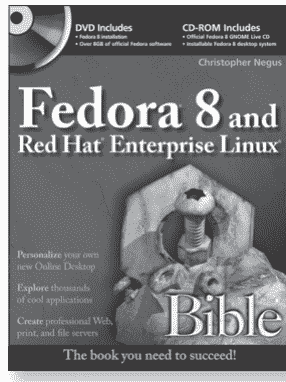 DVD Includes
• Fedora 8 installation
• Over 8GB of official Fedora software
CD-ROM Includes
• Official Fedora 8 GNOME Live CD
• Installable Fedora 8 desktop system
Christopher Negus
Fedora 8 and
Red Hat® Enterprise Linux®
Personalize your own
new Online Desktop
Explore thousands
of cool applications
Create professional Web,
print, and file servers
Bible
The book you need to succeed!